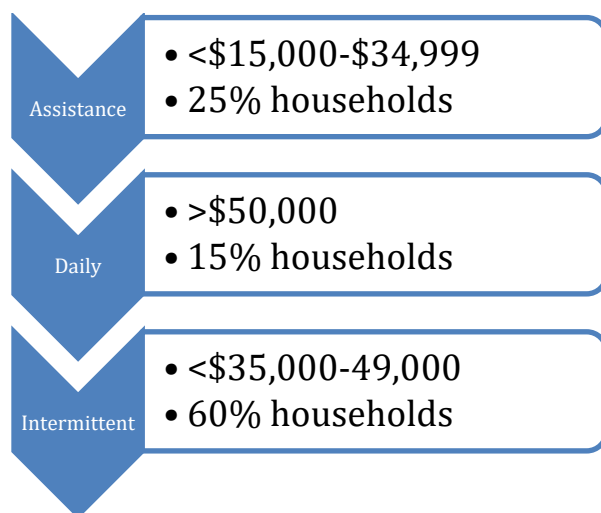 Assistance
• <$15,000-$34,999
• 25% households
Daily
• >$50,000
• 15% households
Intermittent
• <$35,000-49,000
• 60% households